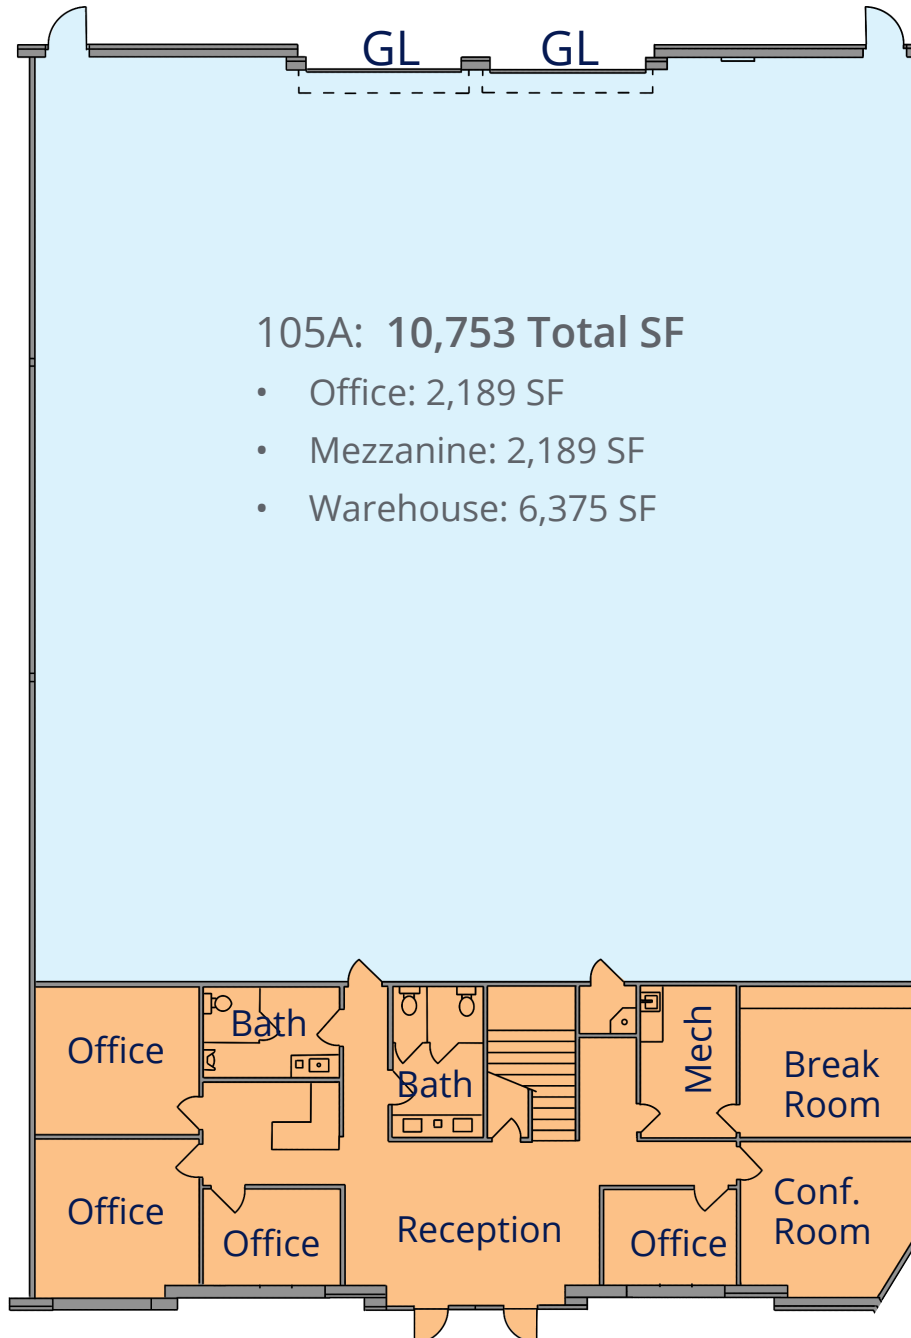 GL GL
105A: 10,753 Total SF
• Office: 2,189 SF
• Mezzanine: 2,189 SF
• Warehouse: 6,375 SF
Office
Bath
Bath
Mech
Break
Room
Office
Office
Reception
Office
Conf.
Room